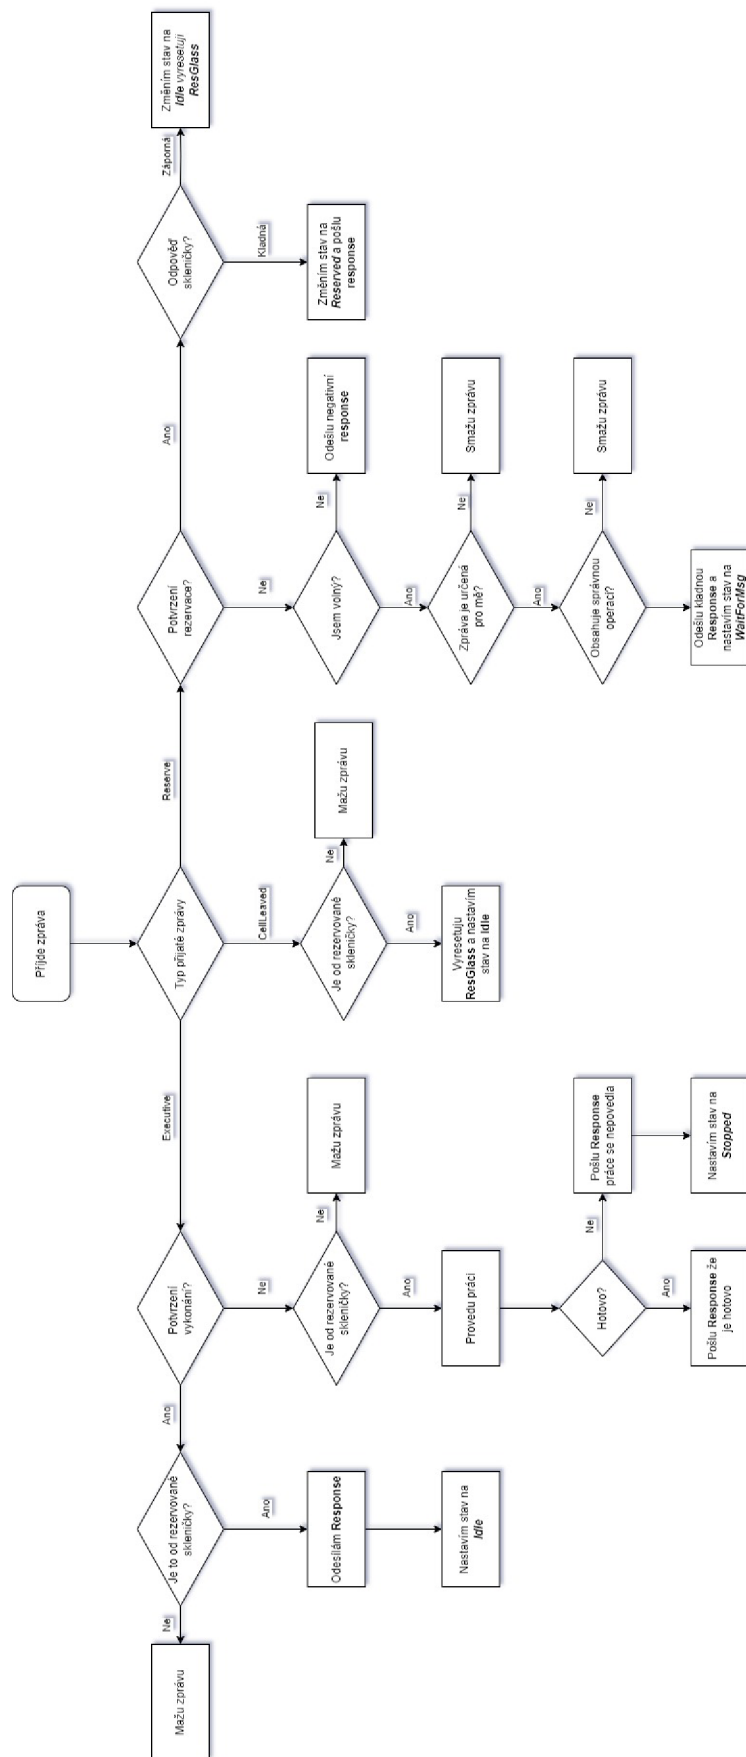 Příjde zpráva
Typ přijaté zprávy
Executive
CellLeaved
Reserve
Potvrzení
vykonání?
Ano
Je to od rezervované
skleničky?
Ne
Mažu zprávu
Ano
Odesílám Response
Nastavím stav na
Idle
Ne
Je od rezervované
skleničky?
Ne
Mažu zprávu
Ano
Provedu práci
Hotovo?
Ne
Pošlu Response
práce se nepovedla
Nastavím stav na
Stopped
Ano
Pošlu Response že
je hotovo
Je od rezervované
skleničky?
Ne
Mažu zprávu
Ano
Vyresetuju
ResGlass a nastavím
stav na Idle
Potvrzení
rezervace?
Ano
Odpověď
skleničky?
Záporná
Změním stav na
Idle vyresetuji
ResGlass
Kladná
Změním stav na
Reserved a pošlu
response
Ne
Jsem volný?
Ne
Odešlu negativní
response
Ano
Zpráva je určená
pro mě?
Ne
Smažu zprávu
Ano
Obsahuje správnou
operaci?
Ne
Smažu zprávu
Odešlu kladnou
Response a
nastavím stav na
WaitForMsg